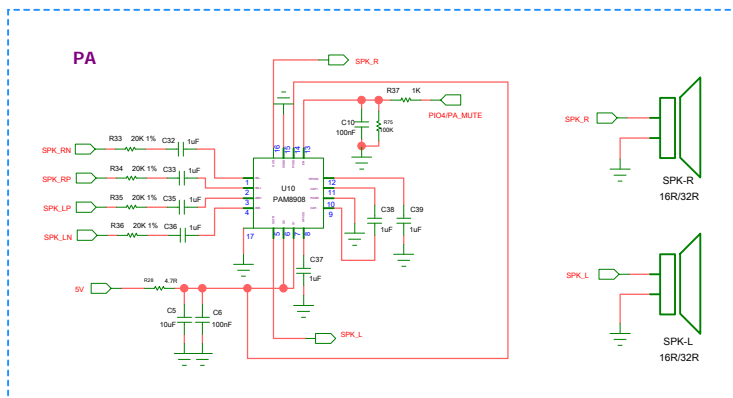 PA
SPK_R
R37 1K
PIO4/PA_MUTE
C10
100nF
R75
100K
SPK_RN
R33 20K 1% C32 1uF
SPK_RP
R34 20K 1% C33 1uF
SPK_LP
R35 20K 1% C35 1uF
SPK_LN
R36 20K 1% C36 1uF
16 15 14 13
U10
PAM8908
1
2
3
4
17
12
11
10
9
5 6 7 8
C38
1uF
C39
1uF
C37
1uF
5V
R28 4.7R
C5
10uF
C6
100nF
SPK_L
SPK_R
SPK-R
16R/32R
SPK_L
SPK-L
16R/32R